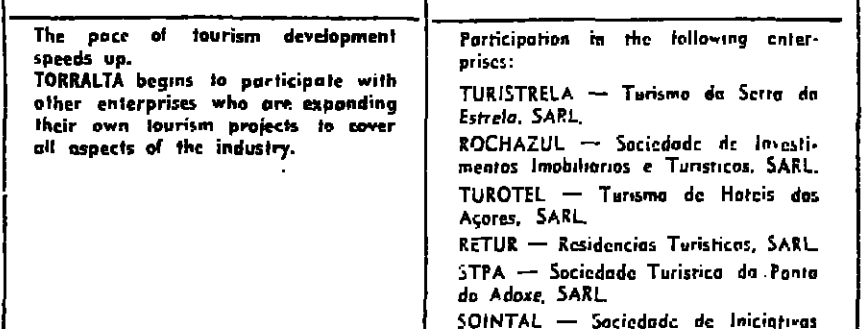 The pace of tourism development
speeds up.
TORRALTA begins to participate with
other enterprises who are expanding
their own tourism projects to cover
all aspects of the industry.
Participation in the following enter-
prises:
TURISTRELA — Turismo da Serra da
Estrela, SARL.
ROCHAZUL — Sociedade de Investi-
mentos Imobiliarios e Turisticos, SARL.
TUROTEL — Turismo de Hoteis dos
Açores, SARL
RETUR — Residencias Turisticas, SARL
STPA — Sociedade Turistica da Ponta
do Adoxe, SARL
SOINTAL — Sociedade de Iniciativas